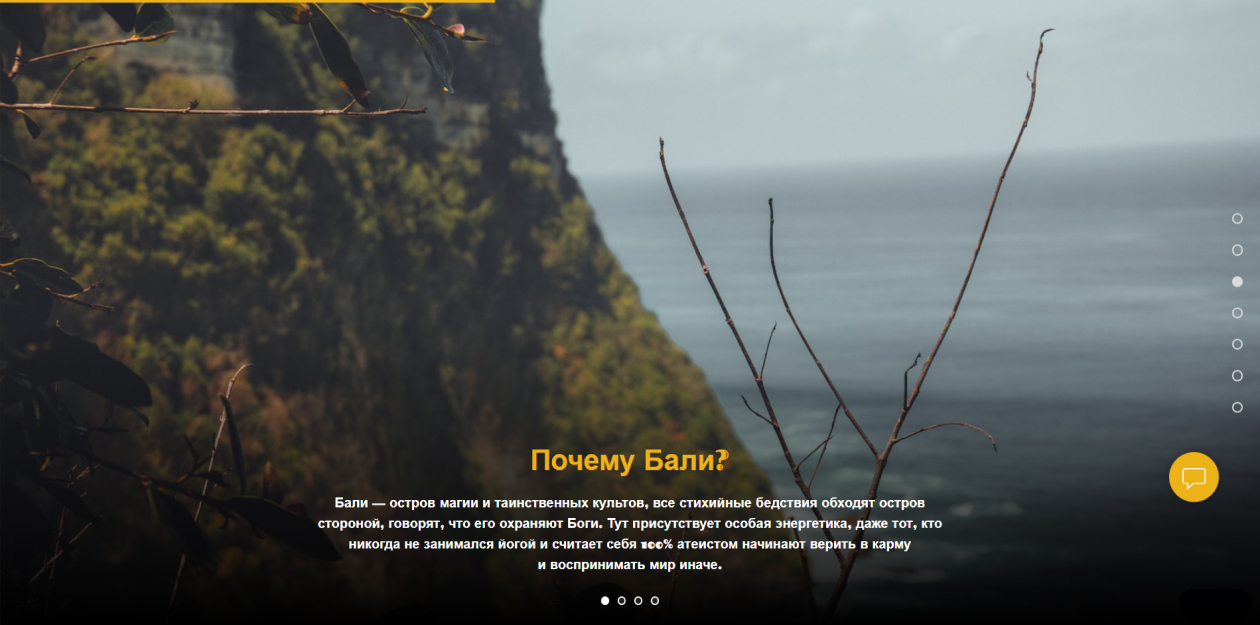 Почему Бали?
Бали — остров магии и таинственных культов, все стихийные бедствия обходят остров
стороной, говорят, что его охраняют Боги. Тут присутствует особая энергетика, даже тот, кто
никогда не занимался йогой и считает себя 100% атеистом начинают верить в карму
и воспринимать мир иначе.